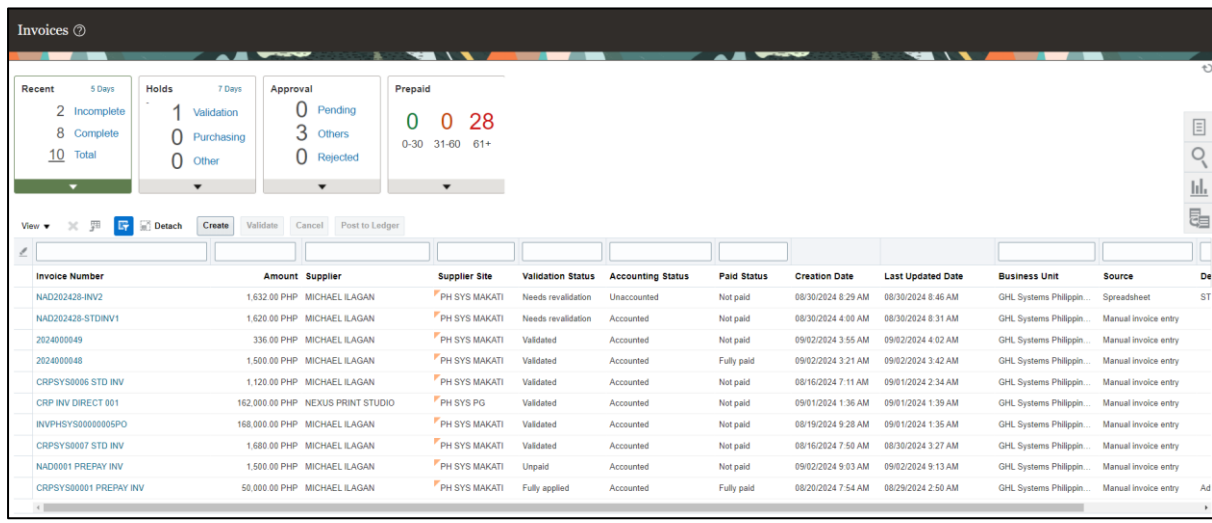 Invoices ?
Recent 5 Days Holds 7 Days Approval Prepaid
2 Incomplete 1 Validation 0 Pending 0 0 28
8 Complete 0 Purchasing 3 Others 0-30 31-60 61+
10 Total 0 Other 0 Rejected
View Detach Create Validate Cancel Post to Ledger
Invoice Number Amount Supplier Supplier Site Validation Status Accounting Status Paid Status Creation Date Last Updated Date Business Unit Source De
NAD202428-INV2 1,632.00 PHP MICHAEL ILAGAN PH SYS MAKATI Needs revalidation Unaccounted Not paid 08/30/2024 8:29 AM 08/30/2024 8:46 AM GHL Systems Philippin... Spreadsheet ST
NAD202428-STDINV1 1,620.00 PHP MICHAEL ILAGAN PH SYS MAKATI Needs revalidation Accounted Not paid 08/30/2024 4:00 AM 08/30/2024 8:31 AM GHL Systems Philippin... Manual invoice entry
2024000049 336.00 PHP MICHAEL ILAGAN PH SYS MAKATI Validated Accounted Not paid 09/02/2024 3:55 AM 09/02/2024 4:02 AM GHL Systems Philippin... Manual invoice entry
2024000048 1,500.00 PHP MICHAEL ILAGAN PH SYS MAKATI Validated Accounted Fully paid 09/02/2024 3:21 AM 09/02/2024 3:42 AM GHL Systems Philippin... Manual invoice entry
CRPSYS0006 STD INV 1,120.00 PHP MICHAEL ILAGAN PH SYS MAKATI Validated Accounted Not paid 08/16/2024 7:11 AM 09/01/2024 2:34 AM GHL Systems Philippin... Manual invoice entry
CRP INV DIRECT 001 162,000.00 PHP NEXUS PRINT STUDIO PH SYS PG Validated Accounted Not paid 09/01/2024 1:36 AM 09/01/2024 1:39 AM GHL Systems Philippin... Manual invoice entry
INVPHSYS00000005PO 168,000.00 PHP MICHAEL ILAGAN PH SYS MAKATI Validated Accounted Not paid 08/19/2024 9:28 AM 09/01/2024 1:35 AM GHL Systems Philippin... Manual invoice entry
CRPSYS0007 STD INV 1,680.00 PHP MICHAEL ILAGAN PH SYS MAKATI Validated Accounted Not paid 08/16/2024 7:50 AM 08/30/2024 3:27 AM GHL Systems Philippin... Manual invoice entry
NAD0001 PREPAY INV 1,500.00 PHP MICHAEL ILAGAN PH SYS MAKATI Unpaid Accounted Not paid 09/02/2024 9:03 AM 09/02/2024 9:13 AM GHL Systems Philippin... Manual invoice entry
CRPSYS00001 PREPAY INV 50,000.00 PHP MICHAEL ILAGAN PH SYS MAKATI Fully applied Accounted Fully paid 08/20/2024 7:54 AM 08/29/2024 2:50 AM GHL Systems Philippin... Manual invoice entry Ad